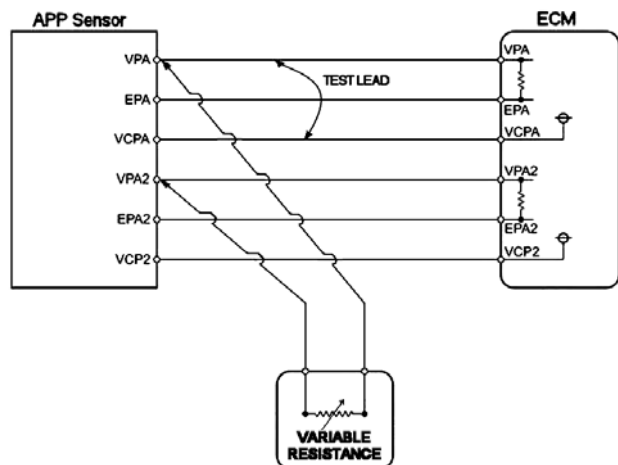 APP Sensor
ECM
VPA
VPA
TEST LEAD
EPA
EPA
VCPA
VCPA
VPA2
VPA2
EPA2
EPA2
VCP2
VCP2
VARIABLE
RESISTANCE